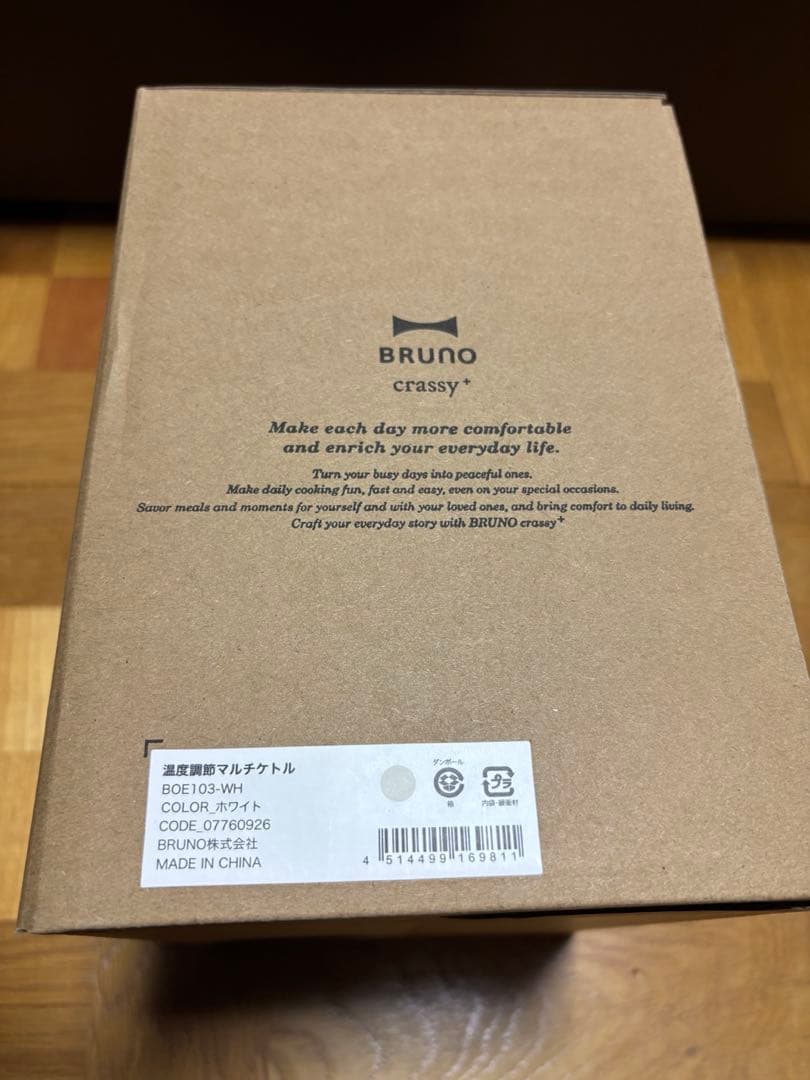 BRUNO
crassy+
Make each day more comfortable
and enrich your everyday life.
Turn your busy days into peaceful ones.
Make daily cooking fun, fast and easy, even on your special occasions.
Savor meals and moments for yourself and with your loved ones, and bring comfort to daily living.
Craft your everyday story with BRUNO crassy+
温度調節マルチケトル
BOE103-WH
COLOR_ホワイト
CODE_07760926
BRUNO株式会社
MADE IN CHINA
ダンボール
箱
プラ
内袋・緩衝材
4 514499 169811